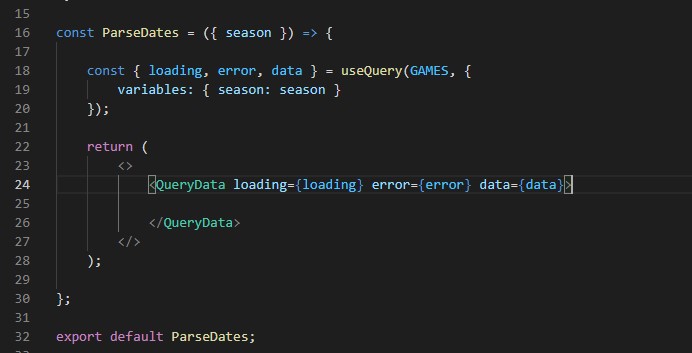 15
16 const ParseDates = ({ season }) => {
17
18 const { loading, error, data } = useQuery(GAMES, {
19 variables: { season: season }
20 });
21
22 return (
23 <>
24 <QueryData loading={loading} error={error} data={data}>
25
26 </QueryData>
27 </>
28 );
29
30 };
31
32 export default ParseDates;